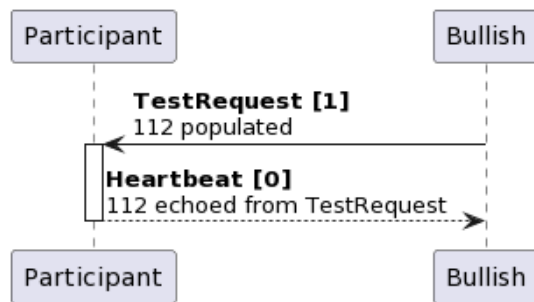 Participant
Bullish
TestRequest [1]
112 populated
Heartbeat [0]
112 echoed from TestRequest
Participant
Bullish